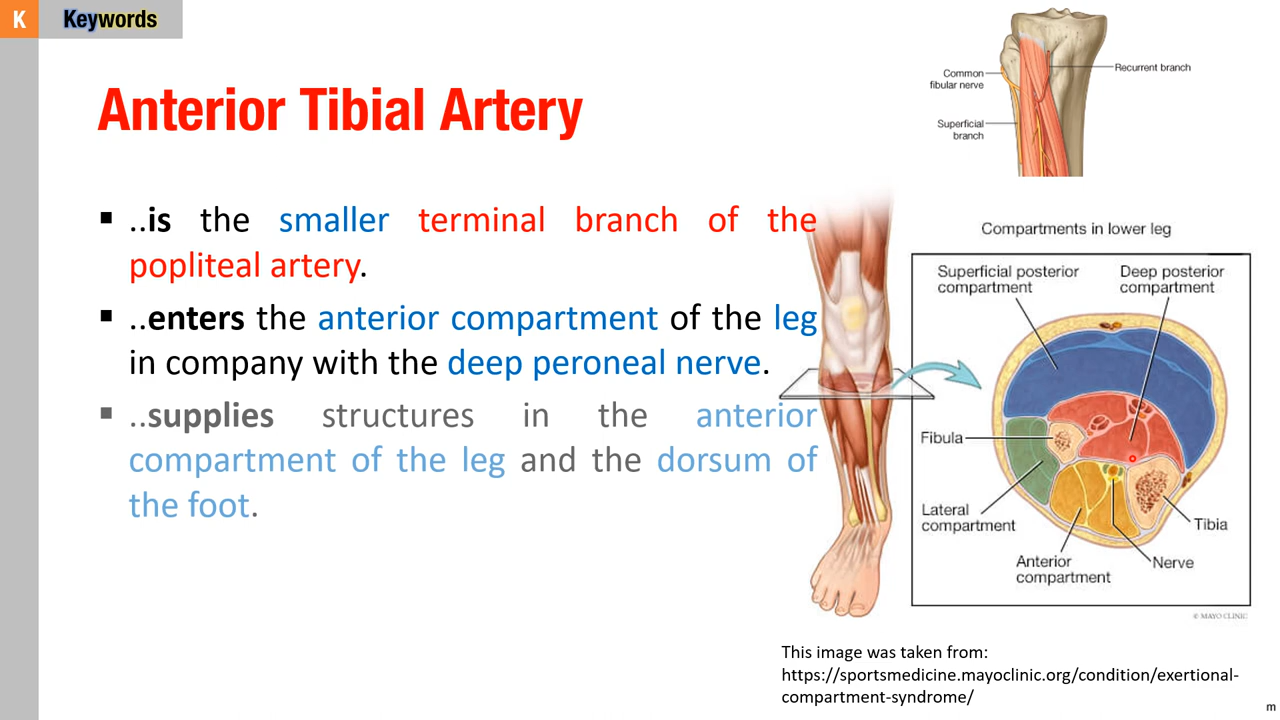 K
Keywords
Anterior Tibial Artery
▪ ..is the smaller terminal branch of the
popliteal artery.
▪ ..enters the anterior compartment of the leg
in company with the deep peroneal nerve.
▪ ..supplies structures in the anterior
compartment of the leg and the dorsum of
the foot.
Common
fibular nerve
Recurrent branch
Superficial
branch
Compartments in lower leg
Superficial posterior
compartment
Deep posterior
compartment
Fibula
Lateral
compartment
Tibia
Anterior
compartment
Nerve
© MAYO CLINIC
This image was taken from:
https://sportsmedicine.mayoclinic.org/condition/exertional-
compartment-syndrome/
m